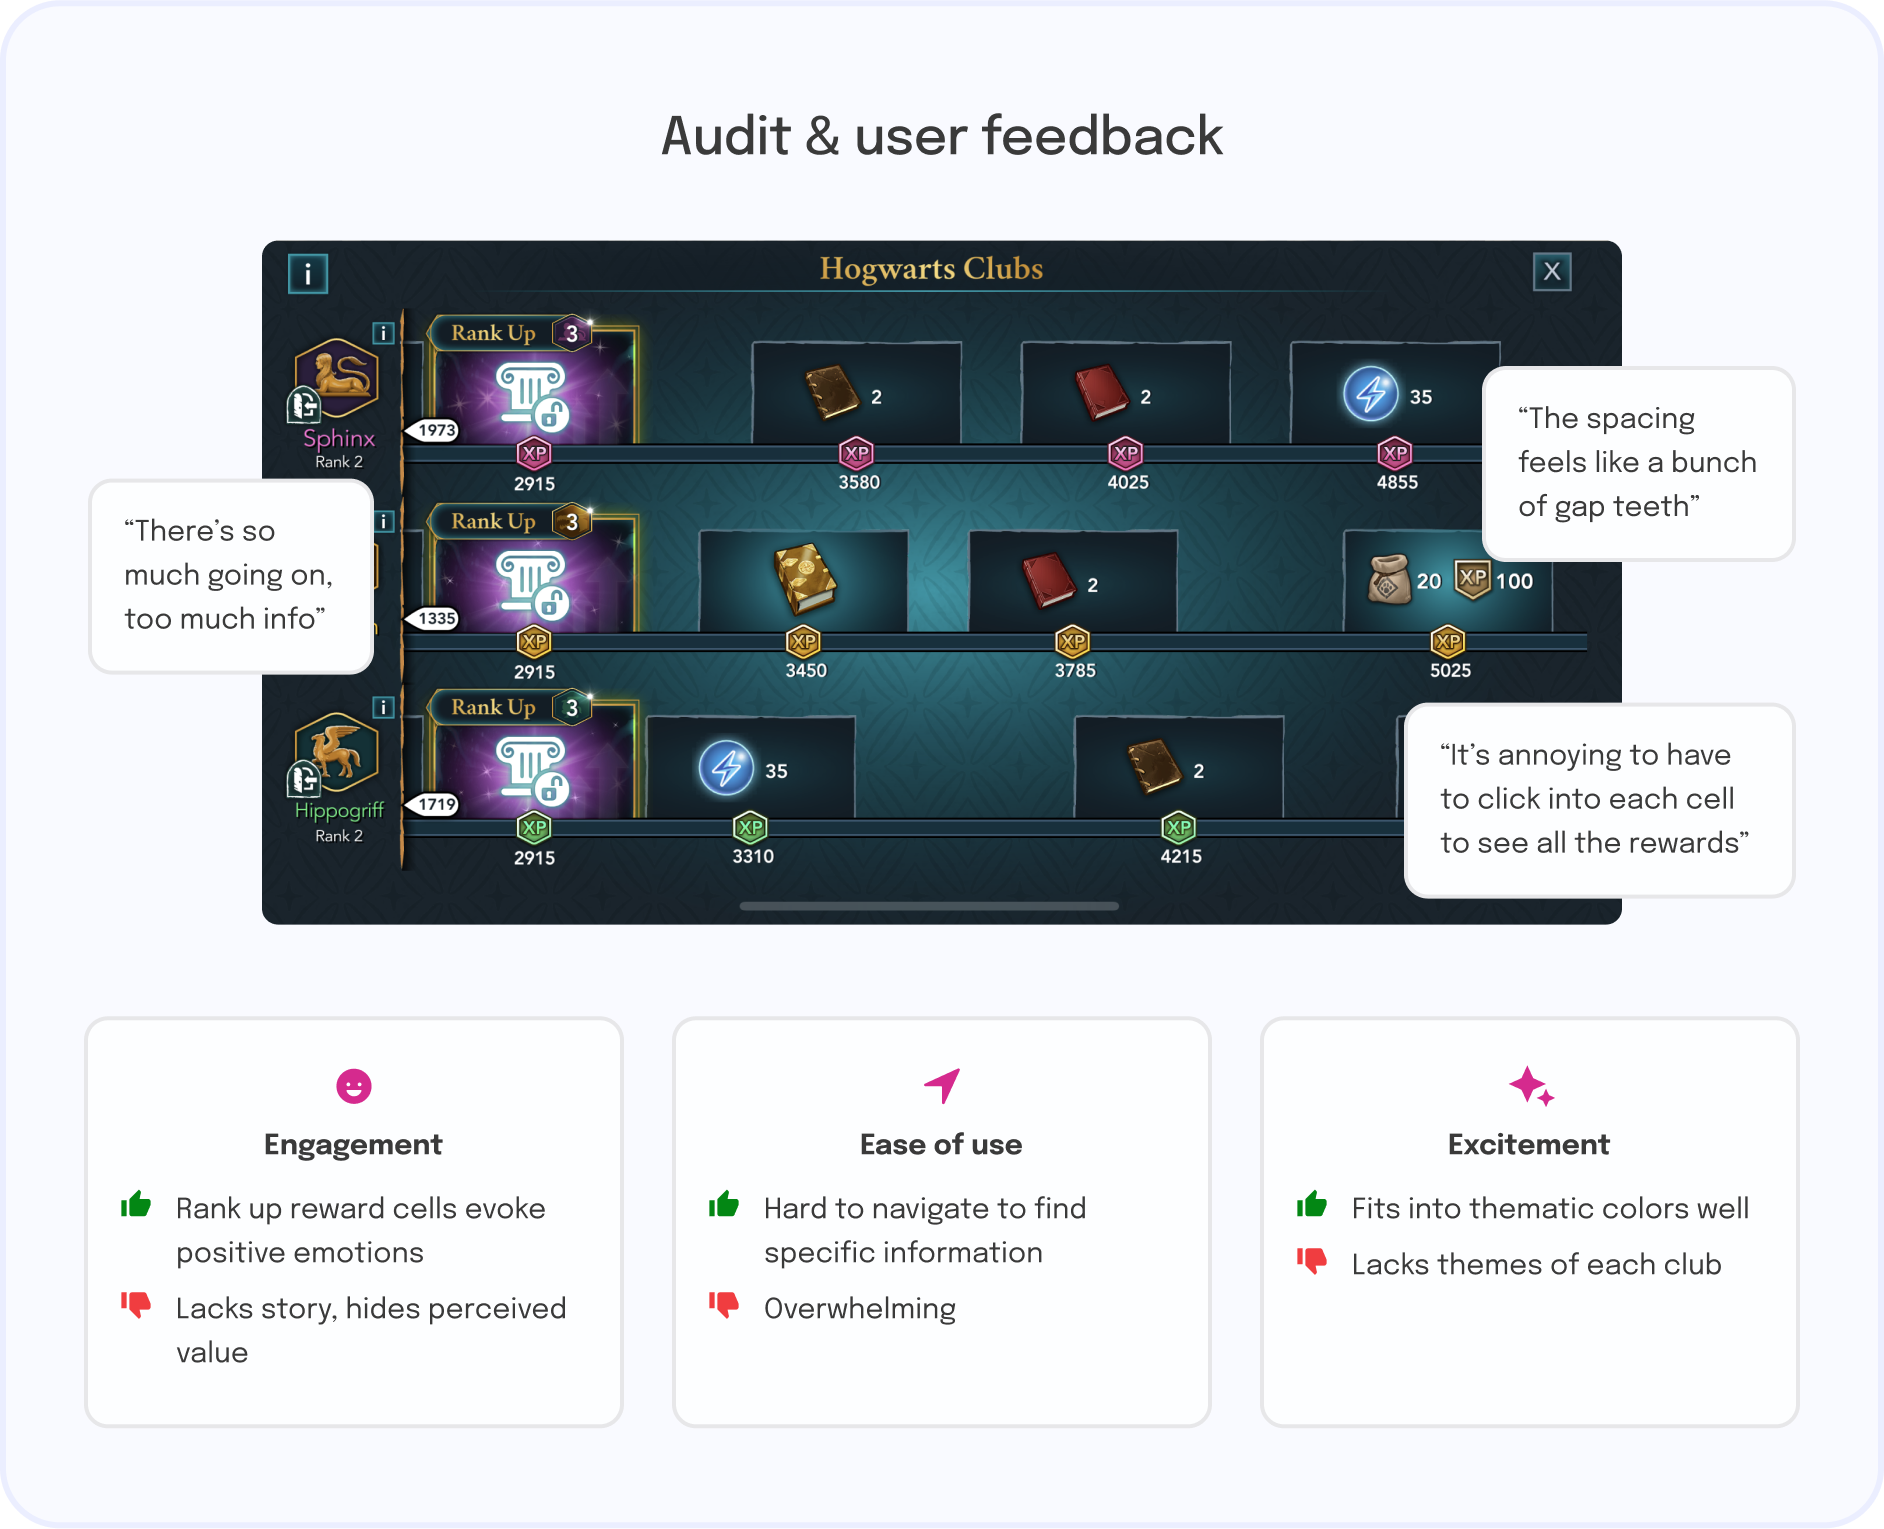 Audit & user feedback
i
Hogwarts Clubs
X
i
Rank Up 3
2
2
35
1973
Sphinx
Rank 2
XP
XP
XP
XP
2915
3580
4025
4855
“The spacing
feels like a bunch
of gap teeth”
“There’s so
much going on,
too much info”
i
Rank Up 3
2
20
XP
100
1335
XP
XP
XP
XP
2915
3450
3785
5025
i
Rank Up 3
35
2
1719
Hippogriff
Rank 2
XP
XP
XP
2915
3310
4215
“It’s annoying to have
to click into each cell
to see all the rewards”
Engagement
Rank up reward cells evoke
positive emotions
Lacks story, hides perceived
value
Ease of use
Hard to navigate to find
specific information
Overwhelming
Excitement
Fits into thematic colors well
Lacks themes of each club